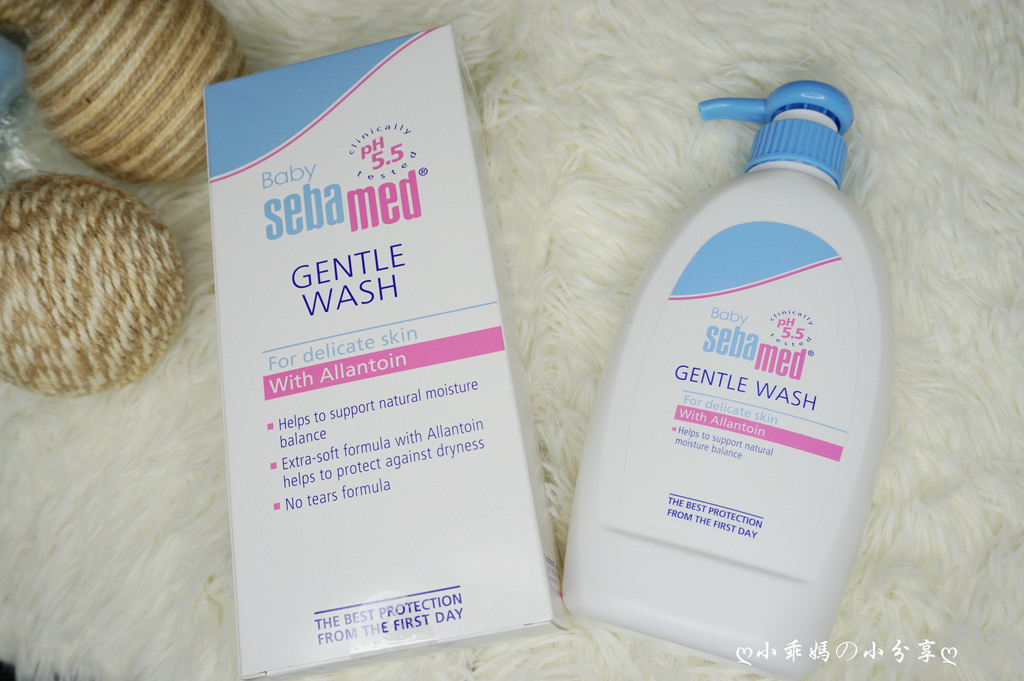 clinically
pH
5.5
tested
Baby
sebamed®
GENTLE
WASH
For delicate skin
With Allantoin
▪ Helps to support natural moisture
balance
▪ Extra-soft formula with Allantoin
helps to protect against dryness
▪ No tears formula
THE BEST PROTECTION
FROM THE FIRST DAY
Baby
clinically
pH
5.5
tested
sebamed®
GENTLE WASH
For delicate skin
With Allantoin
▪ Helps to support natural
moisture balance
THE BEST PROTECTION
FROM THE FIRST DAY
ღ小乖媽の小分享ღ